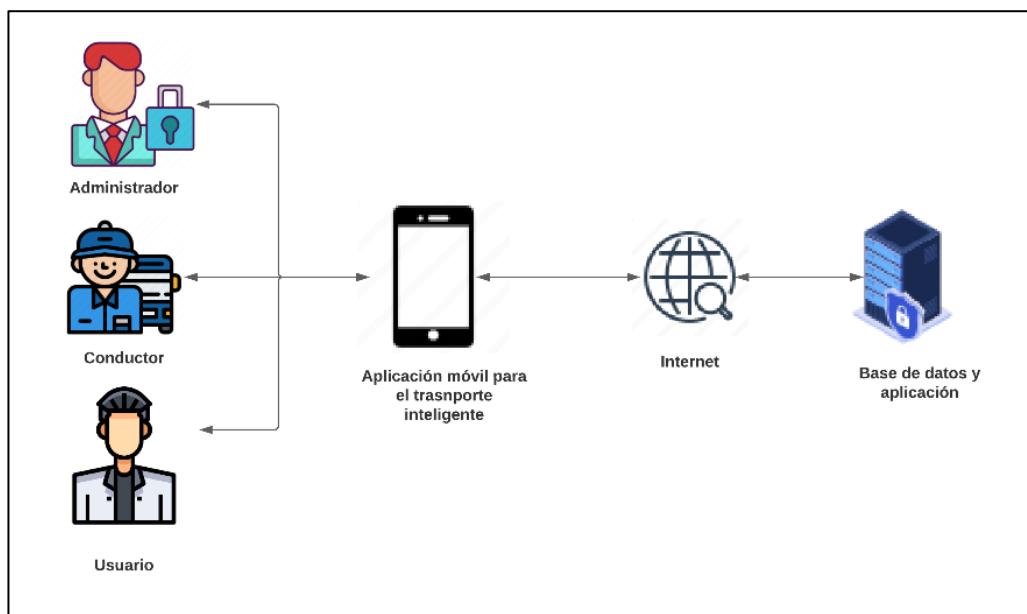 Administrador
Conductor
Usuario
Aplicación móvil para
el trasnporte
inteligente
Internet
Base de datos y
aplicación